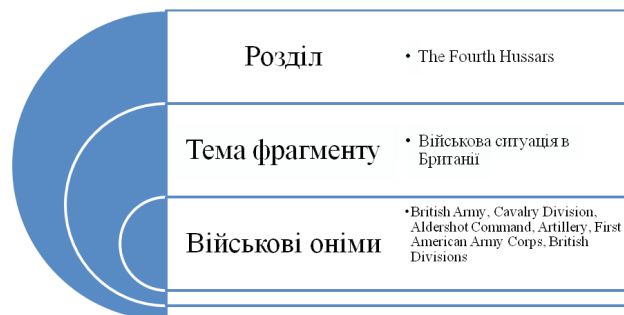 Розділ
• The Fourth Hussars
Тема фрагменту
• Військова ситуація в
Британії
Військові оніми
•British Army, Cavalry Division,
Aldershot Command, Artillery, First
American Army Corps, British
Divisions